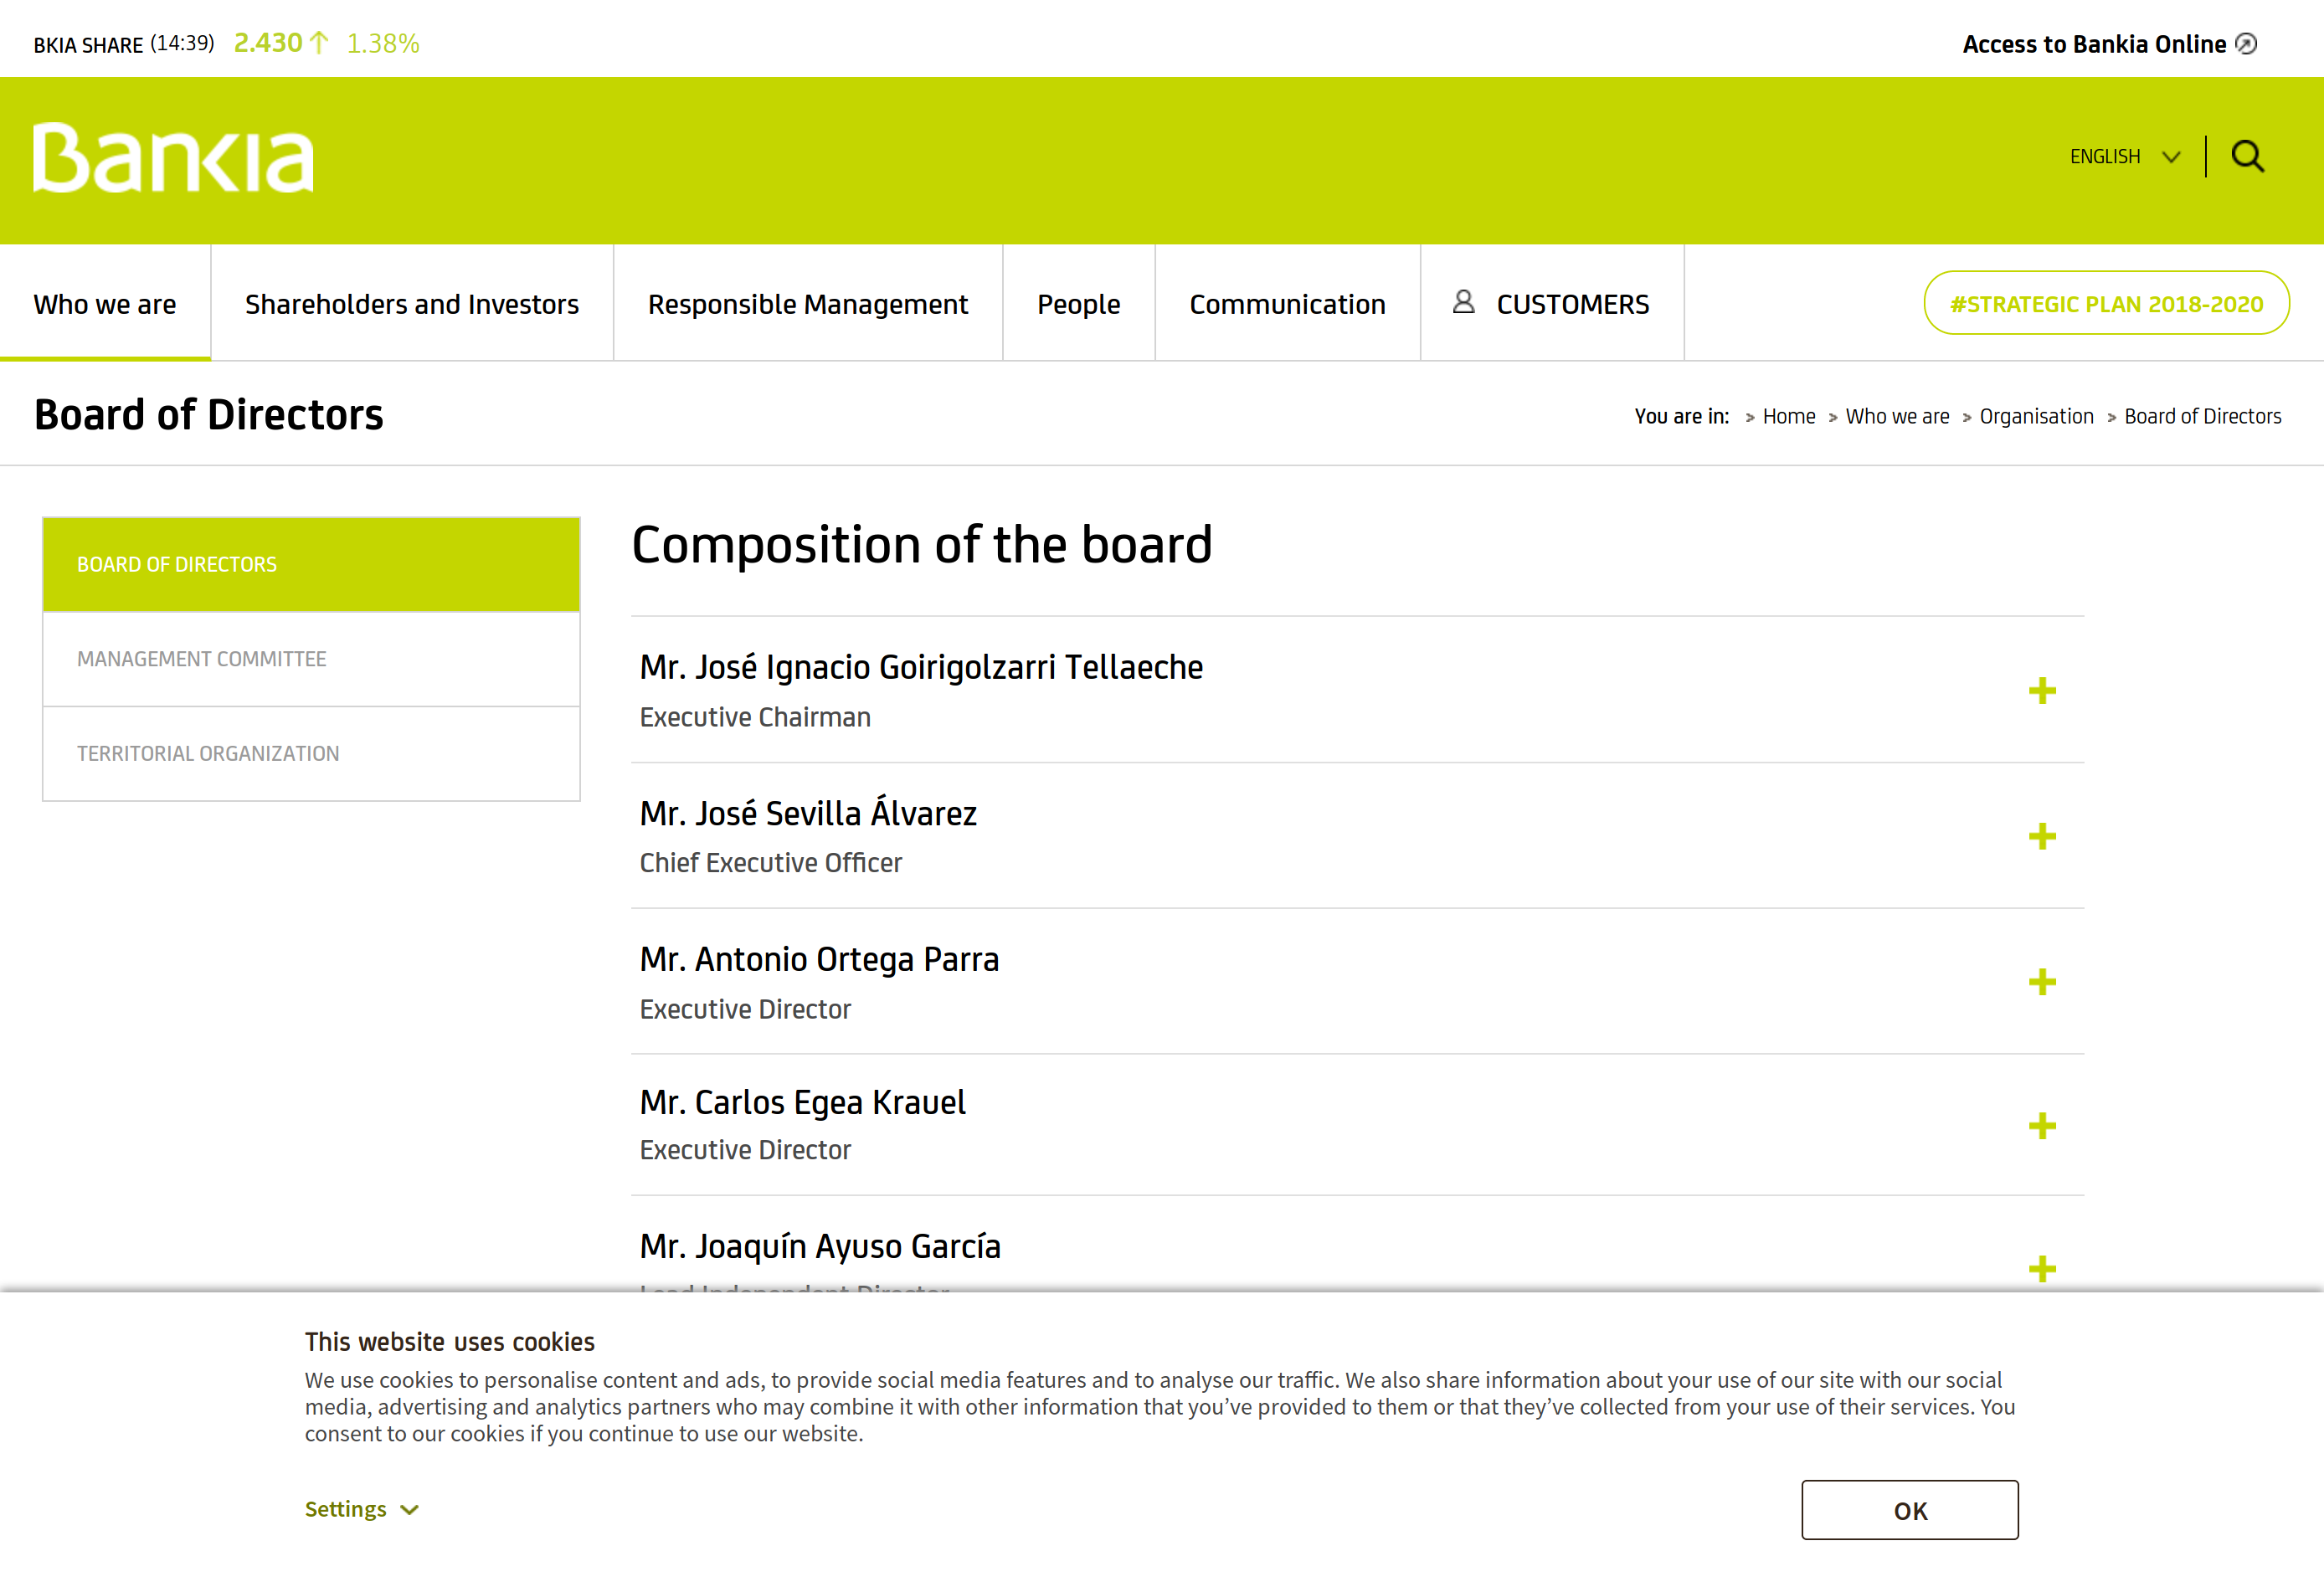 BKIA SHARE (14:39) 2.430 1.38%
Access to Bankia Online
Bankia
ENGLISH
Who we are
Shareholders and Investors
Responsible Management
People
Communication
CUSTOMERS
#STRATEGIC PLAN 2018-2020
Board of Directors
You are in: > Home > Who we are > Organisation > Board of Directors
BOARD OF DIRECTORS
MANAGEMENT COMMITTEE
TERRITORIAL ORGANIZATION
Composition of the board
Mr. José Ignacio Goirigolzarri Tellaeche
Executive Chairman
Mr. José Sevilla Álvarez
Chief Executive Officer
Mr. Antonio Ortega Parra
Executive Director
Mr. Carlos Egea Krauel
Executive Director
Mr. Joaquín Ayuso García
Lead Independent Director
This website uses cookies
We use cookies to personalise content and ads, to provide social media features and to analyse our traffic. We also share information about your use of our site with our social
media, advertising and analytics partners who may combine it with other information that you’ve provided to them or that they’ve collected from your use of their services. You
consent to our cookies if you continue to use our website.
Settings
OK